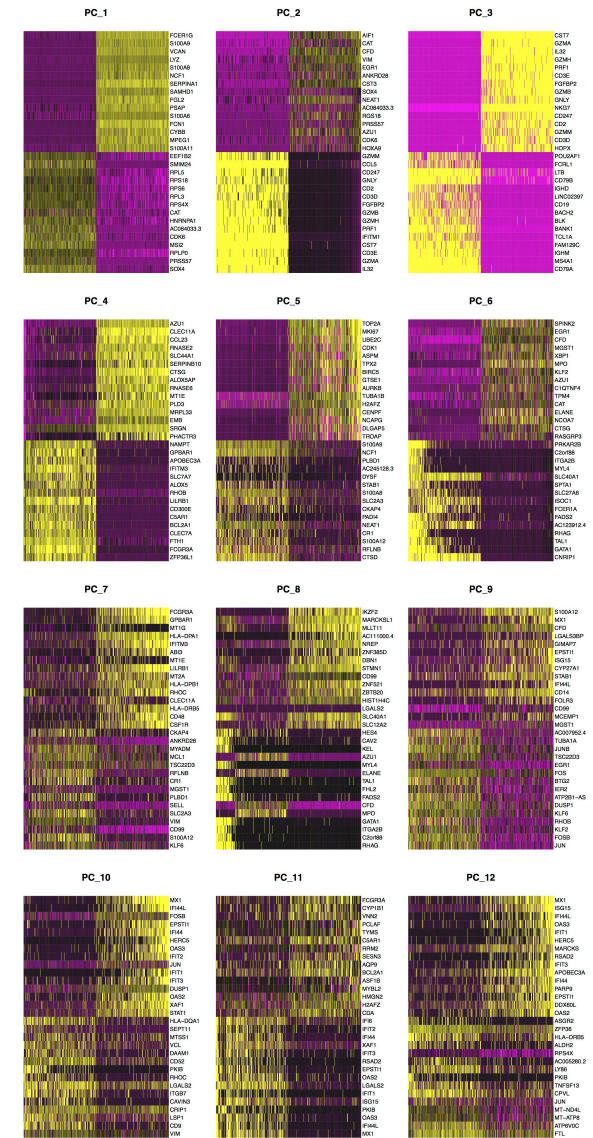 PC_1
FCER1G
S100A9
VCAN
LYZ
S100A8
NCF1
SERPINA1
SAMHD1
FGL2
PSAP
S100A6
FCN1
CYBB
MPEG1
S100A11
EEF1B2
SMIM24
RPL5
RPS18
RPS6
RPL3
RPS4X
CAT
HNRNPA1
AC084033.3
CDK6
MSI2
RPLP0
PRSS57
SOX4
PC_2
AIF1
CAT
CFD
VIM
EGR1
ANKRD28
CST3
SOX4
NEAT1
AC084033.3
RGS18
PRSS57
AZU1
CDK6
HOXA9
GZMM
CCL5
CD247
GNLY
CD2
CD3D
FGFBP2
GZMB
GZMH
PRF1
IFITM1
CST7
CD3E
GZMA
IL32
PC_3
CST7
GZMA
IL32
GZMH
PRF1
CD3E
FGFBP2
GZMB
GNLY
NKG7
CD247
CD2
GZMM
CD3D
HOPX
POU2AF1
FCRL1
LTB
CD79B
IGHD
LINC02397
CD19
BACH2
BLK
BANK1
TCL1A
FAM129C
IGHM
MS4A1
CD79A
PC_4
AZU1
CLEC11A
CCL23
RNASE2
SLC44A1
SERPINB10
CTSG
ALOX5AP
RNASE6
MT1E
PLD3
MRPL33
EMB
SRGN
PHACTR3
NAMPT
GPBAR1
APOBEC3A
IFITM3
SLC7A7
ALOX5
RHOB
LILRB1
CD300E
C5AR1
BCL2A1
CLEC7A
FTH1
FCGR3A
ZFP36L1
PC_5
TOP2A
MKI67
UBE2C
CDK1
ASPM
TPX2
BIRC5
GTSE1
AURKB
TUBA1B
H2AFZ
CENPF
NCAPG
DLGAP5
TROAP
S100A9
NCF1
PLBD1
AC245128.3
DYSF
STAB1
S100A8
SLC2A3
CKAP4
PADI4
NEAT1
CR1
S100A12
RFLNB
CTSD
PC_6
SPINK2
EGR1
CFD
MGST1
XBP1
MPO
KLF2
AZU1
C1QTNF4
TPM4
CAT
ELANE
NCOA7
CTSG
RASGRP3
PRKAR2B
C2orf88
ITGA2B
MYL4
SLC40A1
SPTA1
SLC27A6
ISOC1
FCER1A
FADS2
AC123912.4
RHAG
TAL1
GATA1
CNRIP1
PC_7
FCGR3A
GPBAR1
MT1G
HLA-DPA1
IFITM3
ABI3
MT1E
LILRB1
MT2A
HLA-DPB1
RHOC
CLEC11A
HLA-DRB5
CD48
CSF1R
CKAP4
ANKRD28
MYADM
MCL1
TSC22D3
RFLNB
CR1
MGST1
PLBD1
SELL
SLC2A3
VIM
CD99
S100A12
KLF6
PC_8
IKZF2
MARCKSL1
MLLT11
AC111000.4
NREP
ZNF385D
DBN1
STMN1
CD99
ZNF521
ZBTB20
HIST1H4C
LGALS2
SLC40A1
SLC12A2
HES4
CAV2
KEL
AZU1
MYL4
ELANE
TAL1
FHL2
FADS2
CFD
MPO
GATA1
ITGA2B
C2orf88
RHAG
PC_9
S100A12
MX1
CFD
LGALS3BP
GIMAP7
EPSTI1
ISG15
CYP27A1
STAB1
IFI44L
CD14
FOLR3
CD99
MCEMP1
MGST1
AC007952.4
TUBA1A
JUNB
TSC22D3
EGR1
FOS
BTG2
IER2
ATP2B1-AS
DUSP1
KLF6
RHOB
KLF2
FOSB
JUN
PC_10
MX1
IFI44L
FOSB
EPSTI1
IFI44
HERC5
OAS3
IFIT2
JUN
IFIT1
IFIT3
DUSP1
OAS2
XAF1
STAT1
HLA-DQA1
SEPT11
MTSS1
VCL
DAAM1
CDS2
PKIB
RHOC
LGALS2
ITGB7
CAVIN3
CRIP1
LSP1
CD9
VIM
PC_11
FCGR3A
CYP1B1
VNN2
PCLAF
TYMS
C5AR1
RRM2
SESN3
AQP9
BCL2A1
ASF1B
MYBL2
HMGN2
H2AFZ
CDA
IFI6
IFIT2
IFI44
XAF1
IFIT3
RSAD2
EPSTI1
OAS2
LGALS2
IFIT1
ISG15
PKIB
OAS3
IFI44L
MX1
PC_12
MX1
ISG15
IFI44L
OAS3
IFIT1
HERC5
MARCKS
RSAD2
IFIT3
APOBEC3A
IFI44
PARP9
EPSTI1
DDX60L
OAS2
ASGR2
ZFP36
HLA-DRB5
ALDH2
RPS4X
AC005280.2
LY86
PKIB
TNFSF13
CPVL
JUN
MT-ND4L
MT-ATP8
ATP6V0C
FTL